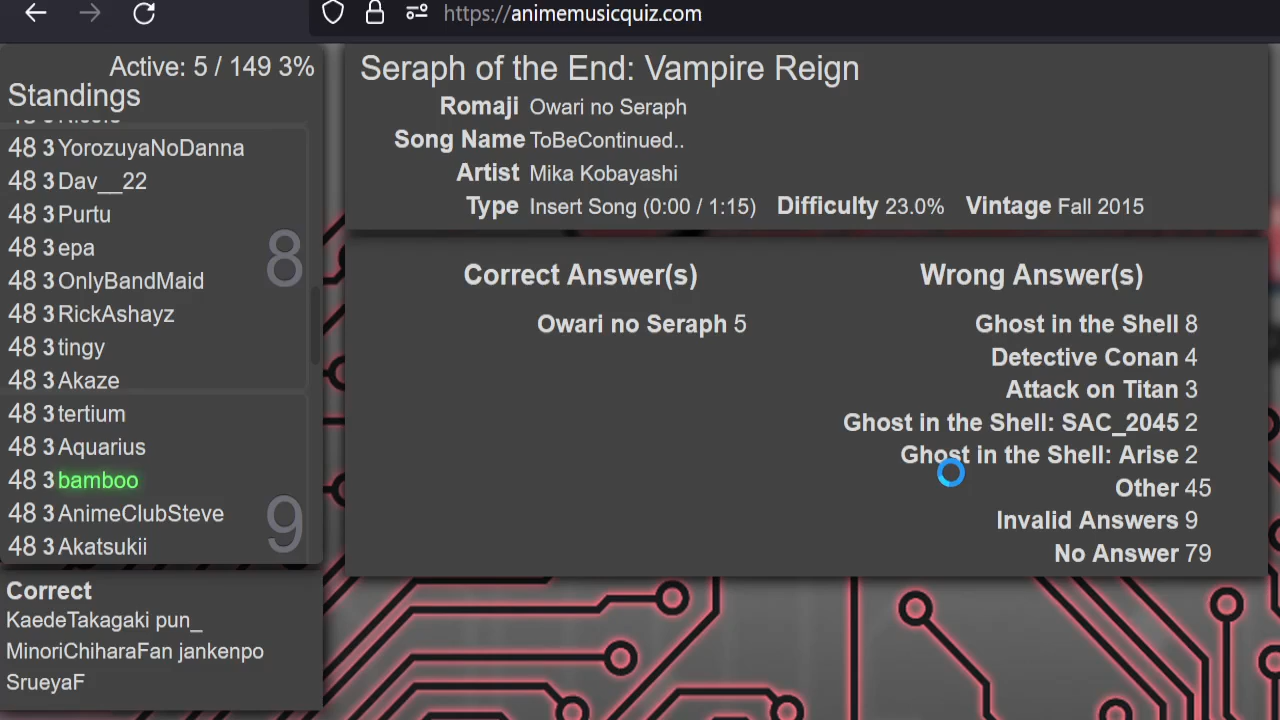 https://animemusicquiz.com
Active: 5 / 149 3%
Standings
48 3 YorozuyaNoDanna
48 3 Dav__22
48 3 Purtu
48 3 epa
48 3 OnlyBandMaid
48 3 RickAshayz
48 3 tingy
48 3 Akaze
8
48 3 tertium
48 3 Aquarius
48 3 bamboo
48 3 AnimeClubSteve
48 3 Akatsukii
9
Correct
KaedeTakagaki pun_
MinoriChiharaFan jankenpo
SrueyaF
Seraph of the End: Vampire Reign
Romaji Owari no Seraph
Song Name ToBeContinued..
Artist Mika Kobayashi
Type Insert Song (0:00 / 1:15) Difficulty 23.0% Vintage Fall 2015
Correct Answer(s)
Owari no Seraph 5
Wrong Answer(s)
Ghost in the Shell 8
Detective Conan 4
Attack on Titan 3
Ghost in the Shell: SAC_2045 2
Ghost in the Shell: Arise 2
Other 45
Invalid Answers 9
No Answer 79